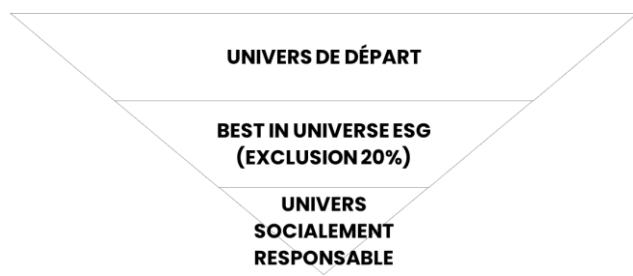 UNIVERS DE DÉPART
BEST IN UNIVERSE ESG
(EXCLUSION 20%)
UNIVERS
SOCIALEMENT
RESPONSABLE